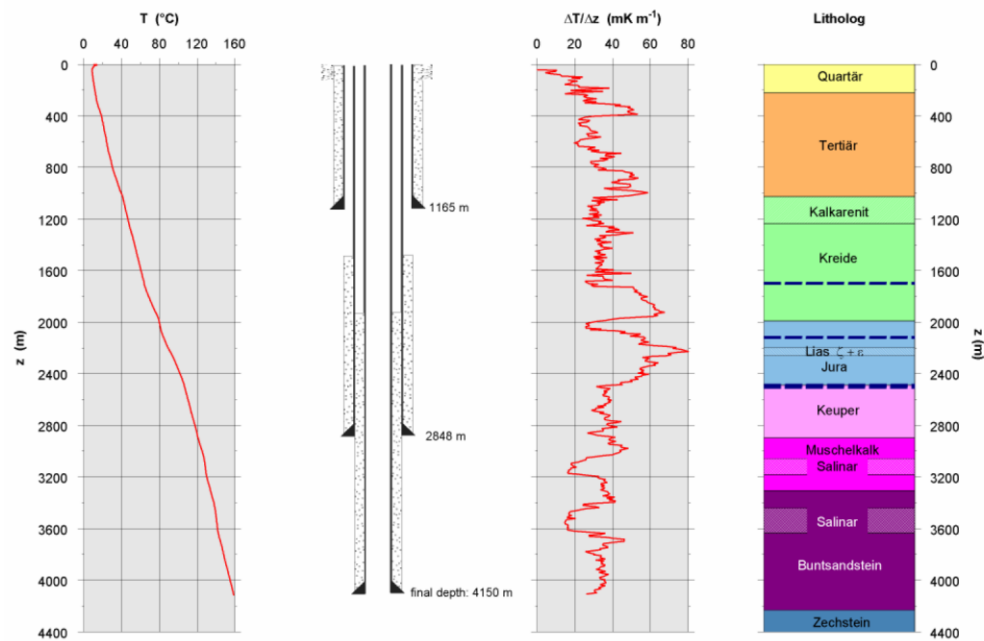 T (°C)
ΔT/Δz (mK m⁻¹)
Litholog
0 40 80 120 160
0 20 40 60 80
0
400
800
1200
1600
2000
2400
2800
3200
3600
4000
4400
z (m)
1165 m
2848 m
final depth: 4150 m
Quartär
Tertiär
Kalkarenit
Kreide
Lias ζ + ε
Jura
Keuper
Muschelkalk
Salinar
Salinar
Buntsandstein
Zechstein
0
400
800
1200
1600
2000
2400
2800
3200
3600
4000
4400
z (m)